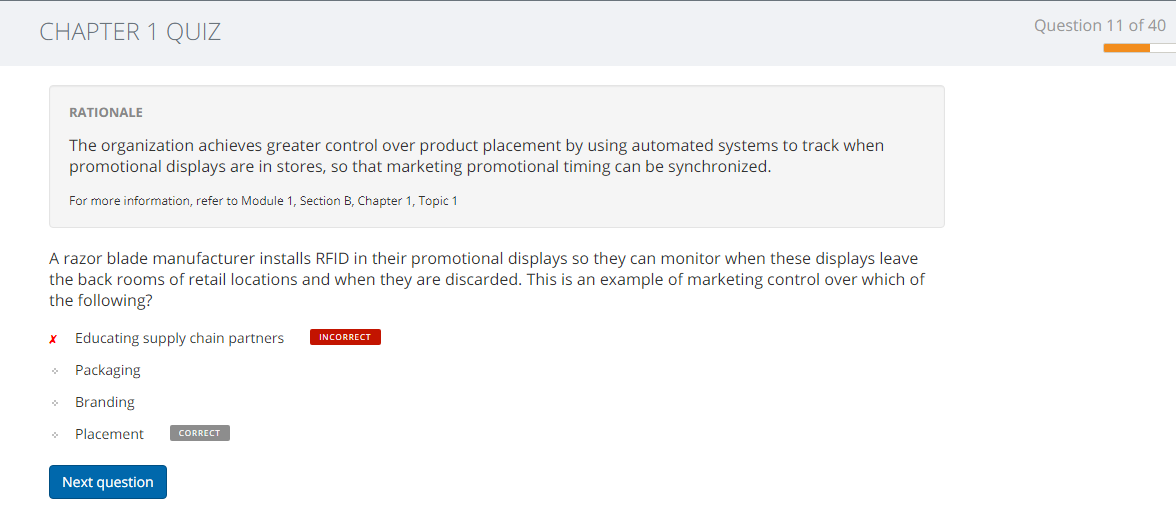 CHAPTER 1 QUIZ
Question 11 of 40
RATIONALE
The organization achieves greater control over product placement by using automated systems to track when
promotional displays are in stores, so that marketing promotional timing can be synchronized.
For more information, refer to Module 1, Section B, Chapter 1, Topic 1
A razor blade manufacturer installs RFID in their promotional displays so they can monitor when these displays leave
the back rooms of retail locations and when they are discarded. This is an example of marketing control over which of
the following?
✗ Educating supply chain partners INCORRECT
Packaging
Branding
Placement CORRECT
Next question